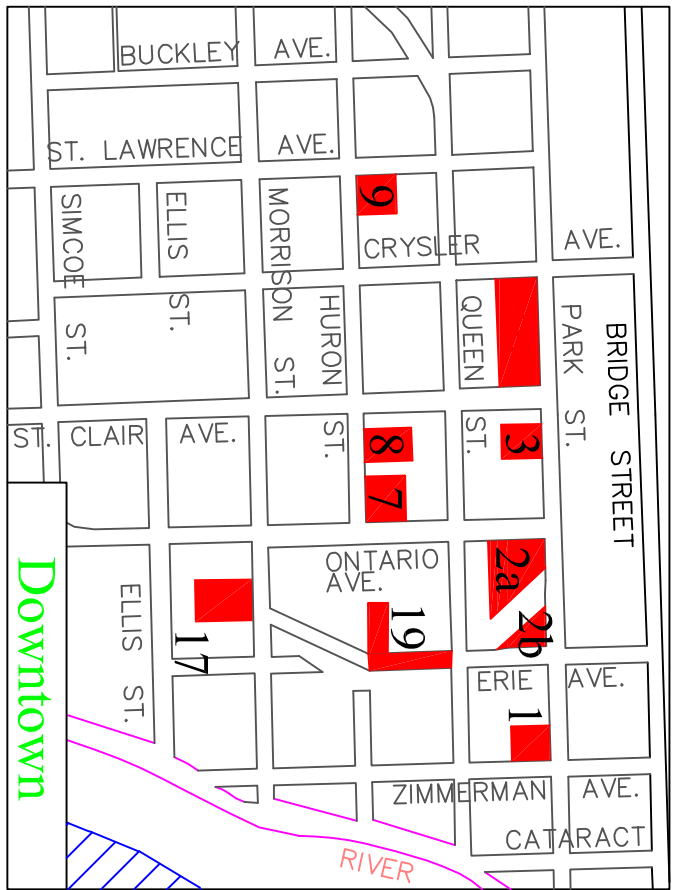 BUCKLEY AVE.
ST. LAWRENCE AVE.
9
SIMCOE ST.
ELLIS ST.
MORRISON ST.
CRYSLER AVE.
HURON ST.
QUEEN ST.
PARK ST.
BRIDGE STREET
ST. CLAIR AVE.
8
3
7
ONTARIO
AVE.
2a
2b
ELLIS ST.
17
19
ERIE AVE.
1
ZIMMERMAN AVE.
CATARACT
RIVER
Downtown